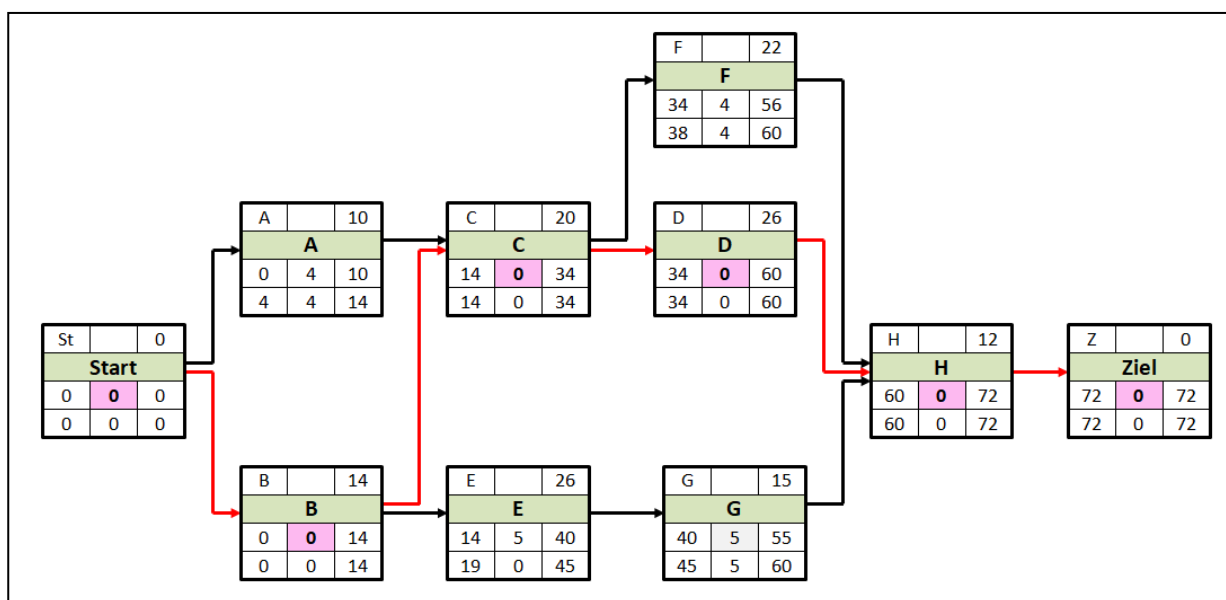 F 22
F
34 4 56
38 4 60
A 10
A
0 4 10
4 4 14
C 20
C
14 0 34
14 0 34
D 26
D
34 0 60
34 0 60
St 0
Start
0 0 0
0 0 0
H 12
H
60 0 72
60 0 72
Z 0
Ziel
72 0 72
72 0 72
B 14
B
0 0 14
0 0 14
E 26
E
14 5 40
19 0 45
G 15
G
40 5 55
45 5 60